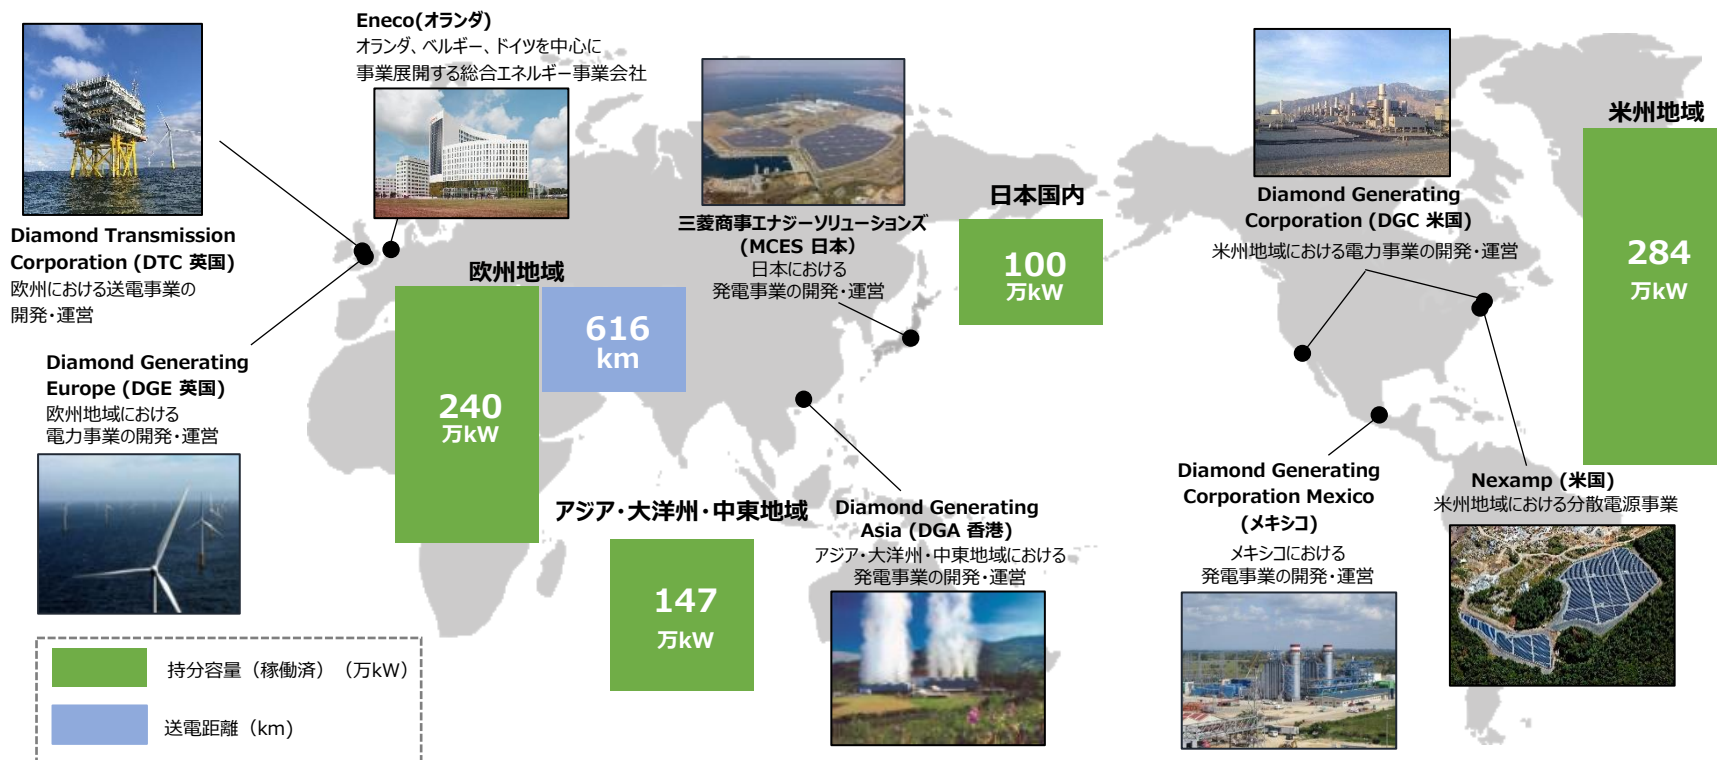 Eneco(オランダ)
オランダ、ベルギー、ドイツを中心に
事業展開する総合エネルギー事業会社
Diamond Transmission
Corporation (DTC 英国)
欧州における送電事業の
開発・運営
Diamond Generating
Europe (DGE 英国)
欧州地域における
電力事業の開発・運営
欧州地域
240
万kW
616
km
三菱商事エナジーソリューションズ
(MCES 日本)
日本における
発電事業の開発・運営
日本国内
100
万kW
アジア・大洋州・中東地域
147
万kW
Diamond Generating
Asia (DGA 香港)
アジア・大洋州・中東地域における
発電事業の開発・運営
Diamond Generating
Corporation (DGC 米国)
米州地域における電力事業の開発・運営
米州地域
284
万kW
Diamond Generating
Corporation Mexico
(メキシコ)
メキシコにおける
発電事業の開発・運営
Nexamp (米国)
米州地域における分散電源事業
持分容量（稼働済）（万kW）
送電距離（km)